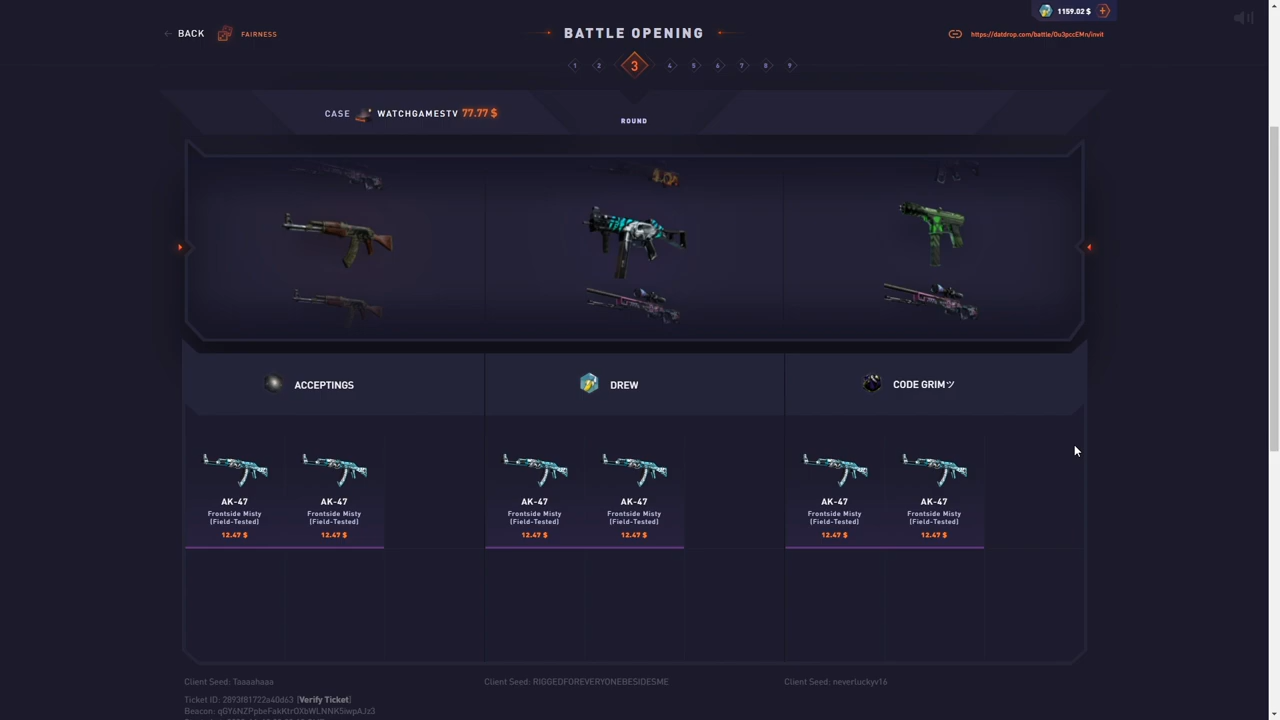 1159.02 $
BACK
FAIRNESS
BATTLE OPENING
https://datdrop.com/battle/0u3pccEMn/invit
1 2 3 4 5 6 7 8 9
CASE WATCHGAMESTV 77.77 $
ROUND
ACCEPTINGS
DREW
CODE GRIMツ
AK-47 AK-47 AK-47 AK-47 AK-47 AK-47
Frontside Misty Frontside Misty Frontside Misty Frontside Misty Frontside Misty Frontside Misty
(Field-Tested) (Field-Tested) (Field-Tested) (Field-Tested) (Field-Tested) (Field-Tested)
12.47 $ 12.47 $ 12.47 $ 12.47 $ 12.47 $ 12.47 $
Client Seed: Taaaahaaa
Client Seed: RIGGEDFOREVERYONEBESIDESME
Client Seed: neverluckyv16
Ticket ID: 2893f81722a40d63 [Verify Ticket]
Beacon: qGY6NZPpbeFakKtrOXbWLNNK5iwpAJz3